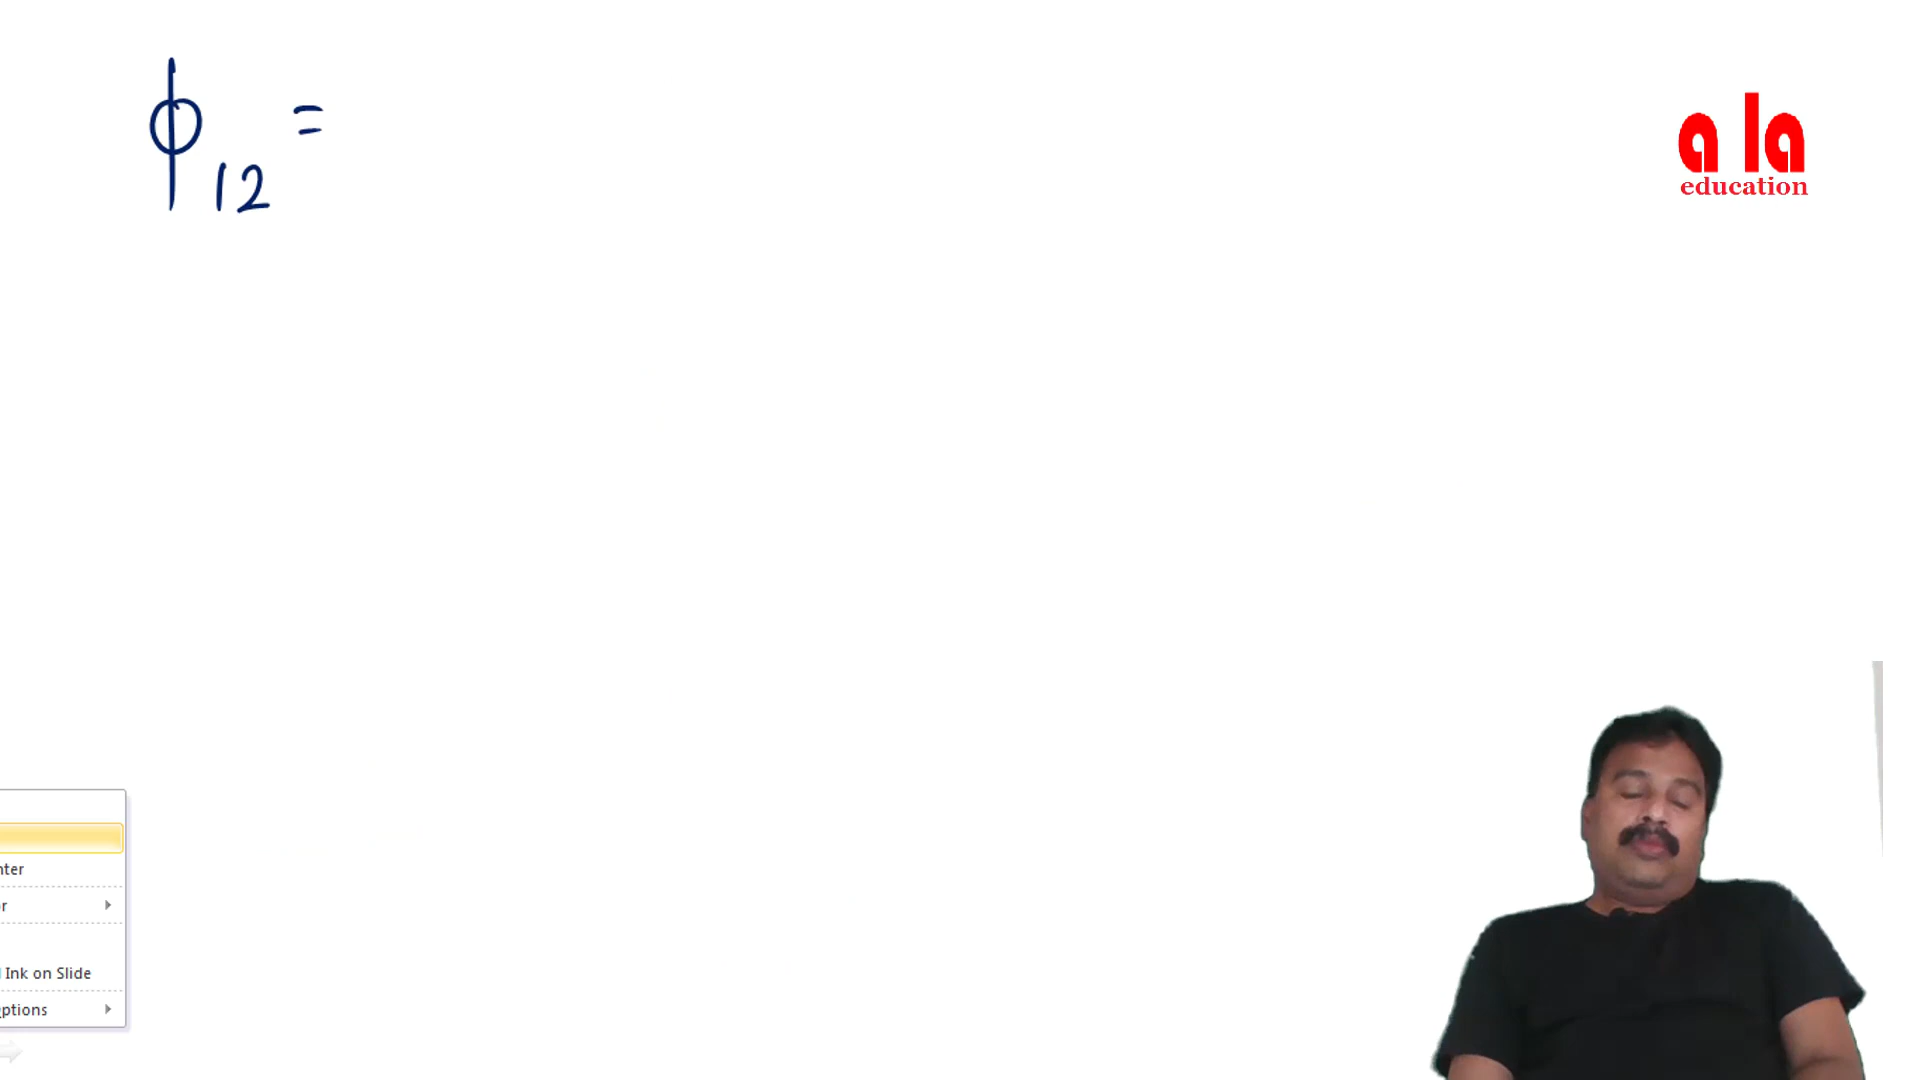 ϕ₁₂ =
a la
education
nter
r
Ink on Slide
ptions